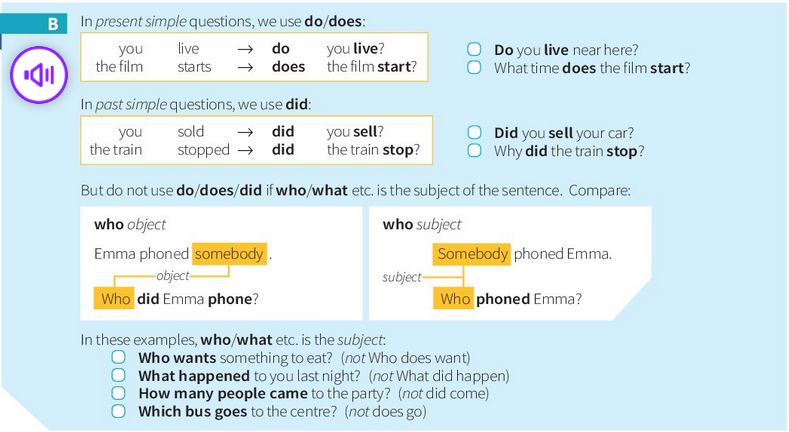 B
In present simple questions, we use do/does:
you live → do you live?
the film starts → does the film start?
Do you live near here?
What time does the film start?
In past simple questions, we use did:
you sold → did you sell?
the train stopped → did the train stop?
Did you sell your car?
Why did the train stop?
But do not use do/does/did if who/what etc. is the subject of the sentence. Compare:
who object
Emma phoned somebody.
object
Who did Emma phone?
who subject
Somebody phoned Emma.
subject
Who phoned Emma?
In these examples, who/what etc. is the subject:
Who wants something to eat? (not Who does want)
What happened to you last night? (not What did happen)
How many people came to the party? (not did come)
Which bus goes to the centre? (not does go)